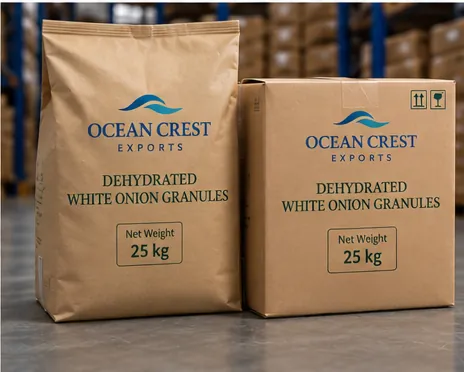 OCEAN CREST
EXPORTS
DEHYDRATED
WHITE ONION GRANULES
Net Weight
25 kg
OCEAN CREST
EXPORTS
DEHYDRATED
WHITE ONION GRANULES
Net Weight
25 kg